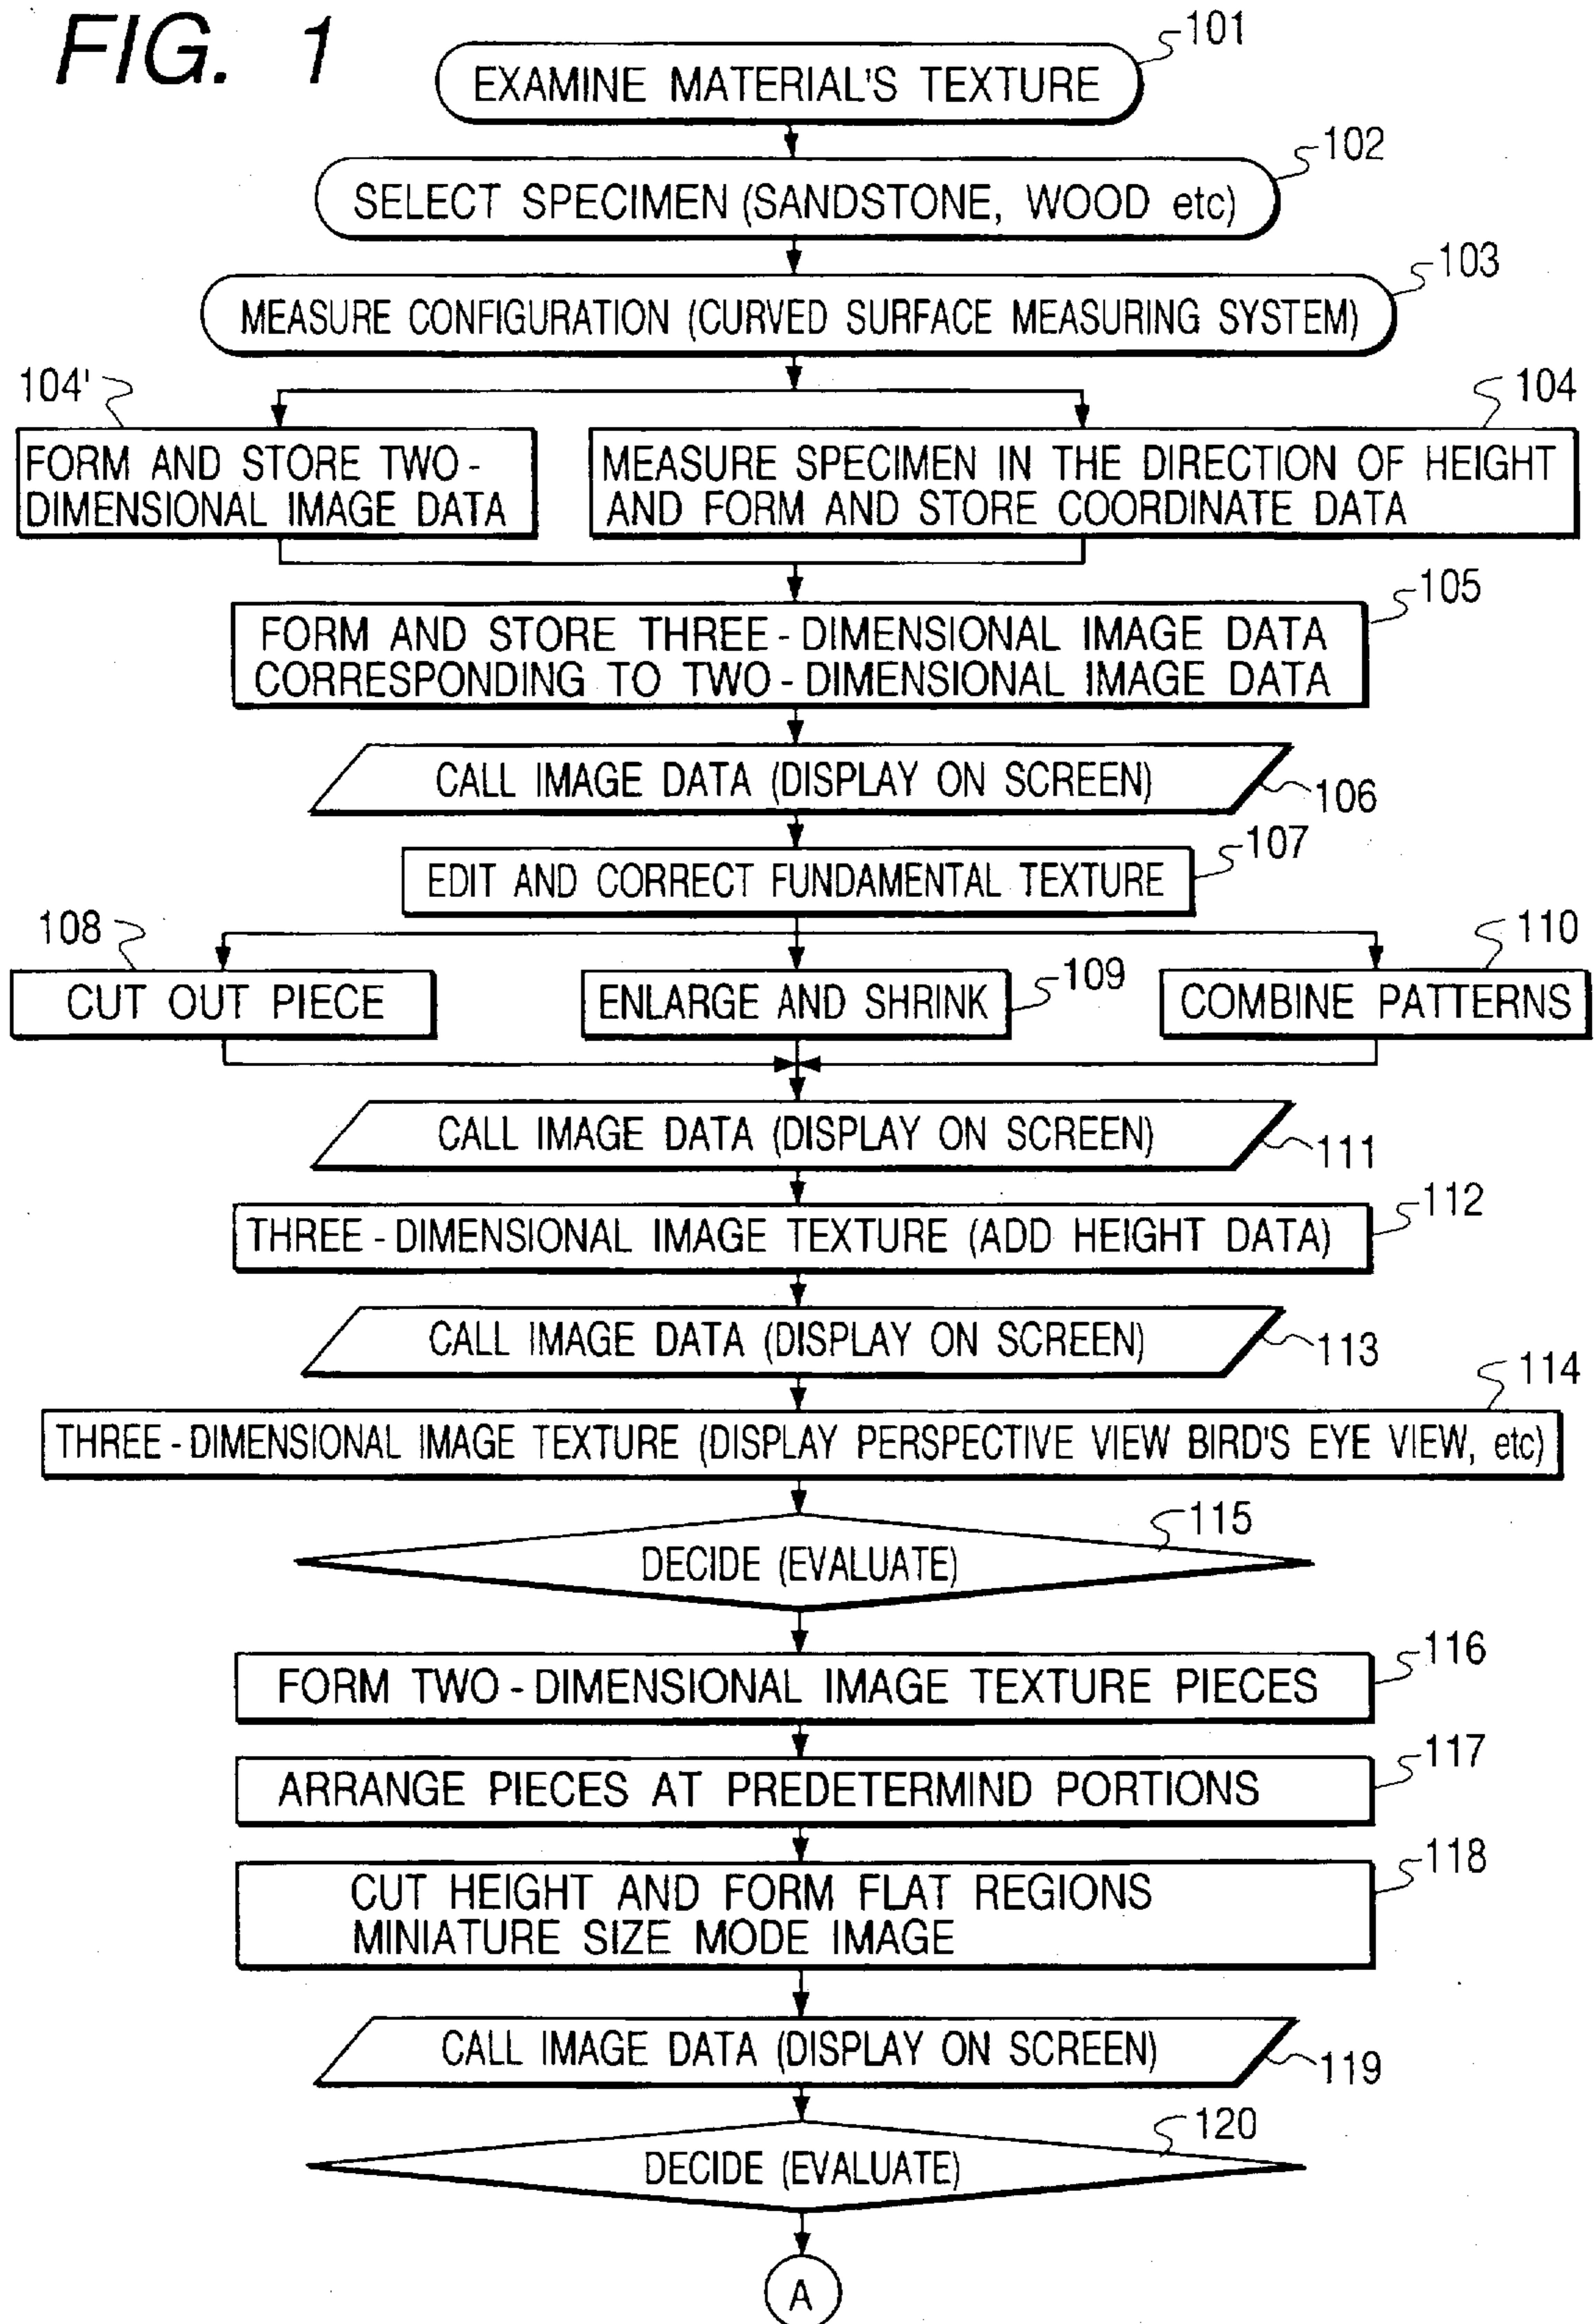 FIG. 1
101
EXAMINE MATERIAL'S TEXTURE
102
SELECT SPECIMEN (SANDSTONE, WOOD etc)
103
MEASURE CONFIGURATION (CURVED SURFACE MEASURING SYSTEM)
104'
104
FORM AND STORE TWO-
DIMENSIONAL IMAGE DATA
MEASURE SPECIMEN IN THE DIRECTION OF HEIGHT
AND FORM AND STORE COORDINATE DATA
105
FORM AND STORE THREE-DIMENSIONAL IMAGE DATA
CORRESPONDING TO TWO-DIMENSIONAL IMAGE DATA
CALL IMAGE DATA (DISPLAY ON SCREEN)
106
107
EDIT AND CORRECT FUNDAMENTAL TEXTURE
108
110
CUT OUT PIECE
ENLARGE AND SHRINK
109
COMBINE PATTERNS
CALL IMAGE DATA (DISPLAY ON SCREEN)
111
112
THREE-DIMENSIONAL IMAGE TEXTURE (ADD HEIGHT DATA)
CALL IMAGE DATA (DISPLAY ON SCREEN)
113
114
THREE-DIMENSIONAL IMAGE TEXTURE (DISPLAY PERSPECTIVE VIEW BIRD'S EYE VIEW, etc)
115
DECIDE (EVALUATE)
116
FORM TWO-DIMENSIONAL IMAGE TEXTURE PIECES
117
ARRANGE PIECES AT PREDETERMIND PORTIONS
118
CUT HEIGHT AND FORM FLAT REGIONS
MINIATURE SIZE MODE IMAGE
CALL IMAGE DATA (DISPLAY ON SCREEN)
119
120
DECIDE (EVALUATE)
A